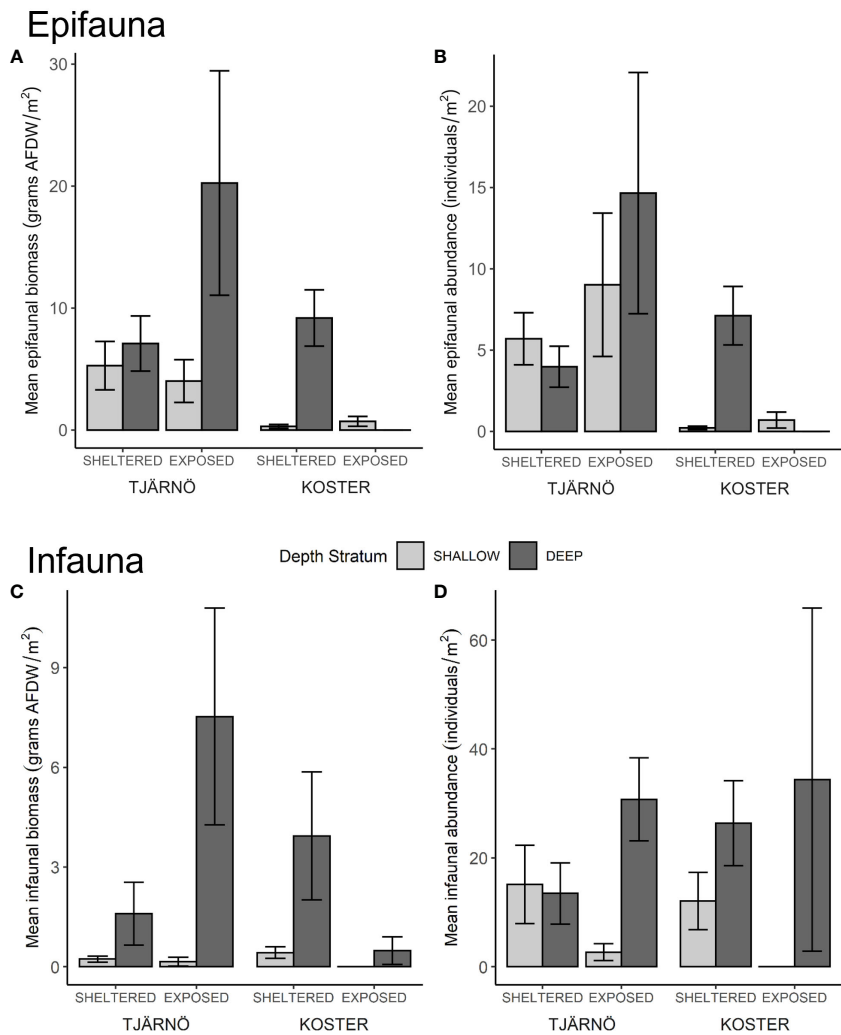 Epifauna
A
B
Mean epifaunal biomass (grams AFDW/m²)
30
20
10
0
SHELTERED EXPOSED SHELTERED EXPOSED
TJÄRNÖ KOSTER
Mean epifaunal abundance (individuals/m²)
20
15
10
5
0
SHELTERED EXPOSED SHELTERED EXPOSED
TJÄRNÖ KOSTER
Infauna
Depth Stratum SHALLOW DEEP
C
D
Mean infaunal biomass (grams AFDW/m²)
9
6
3
0
SHELTERED EXPOSED SHELTERED EXPOSED
TJÄRNÖ KOSTER
Mean infaunal abundance (individuals/m²)
60
40
20
0
SHELTERED EXPOSED SHELTERED EXPOSED
TJÄRNÖ KOSTER